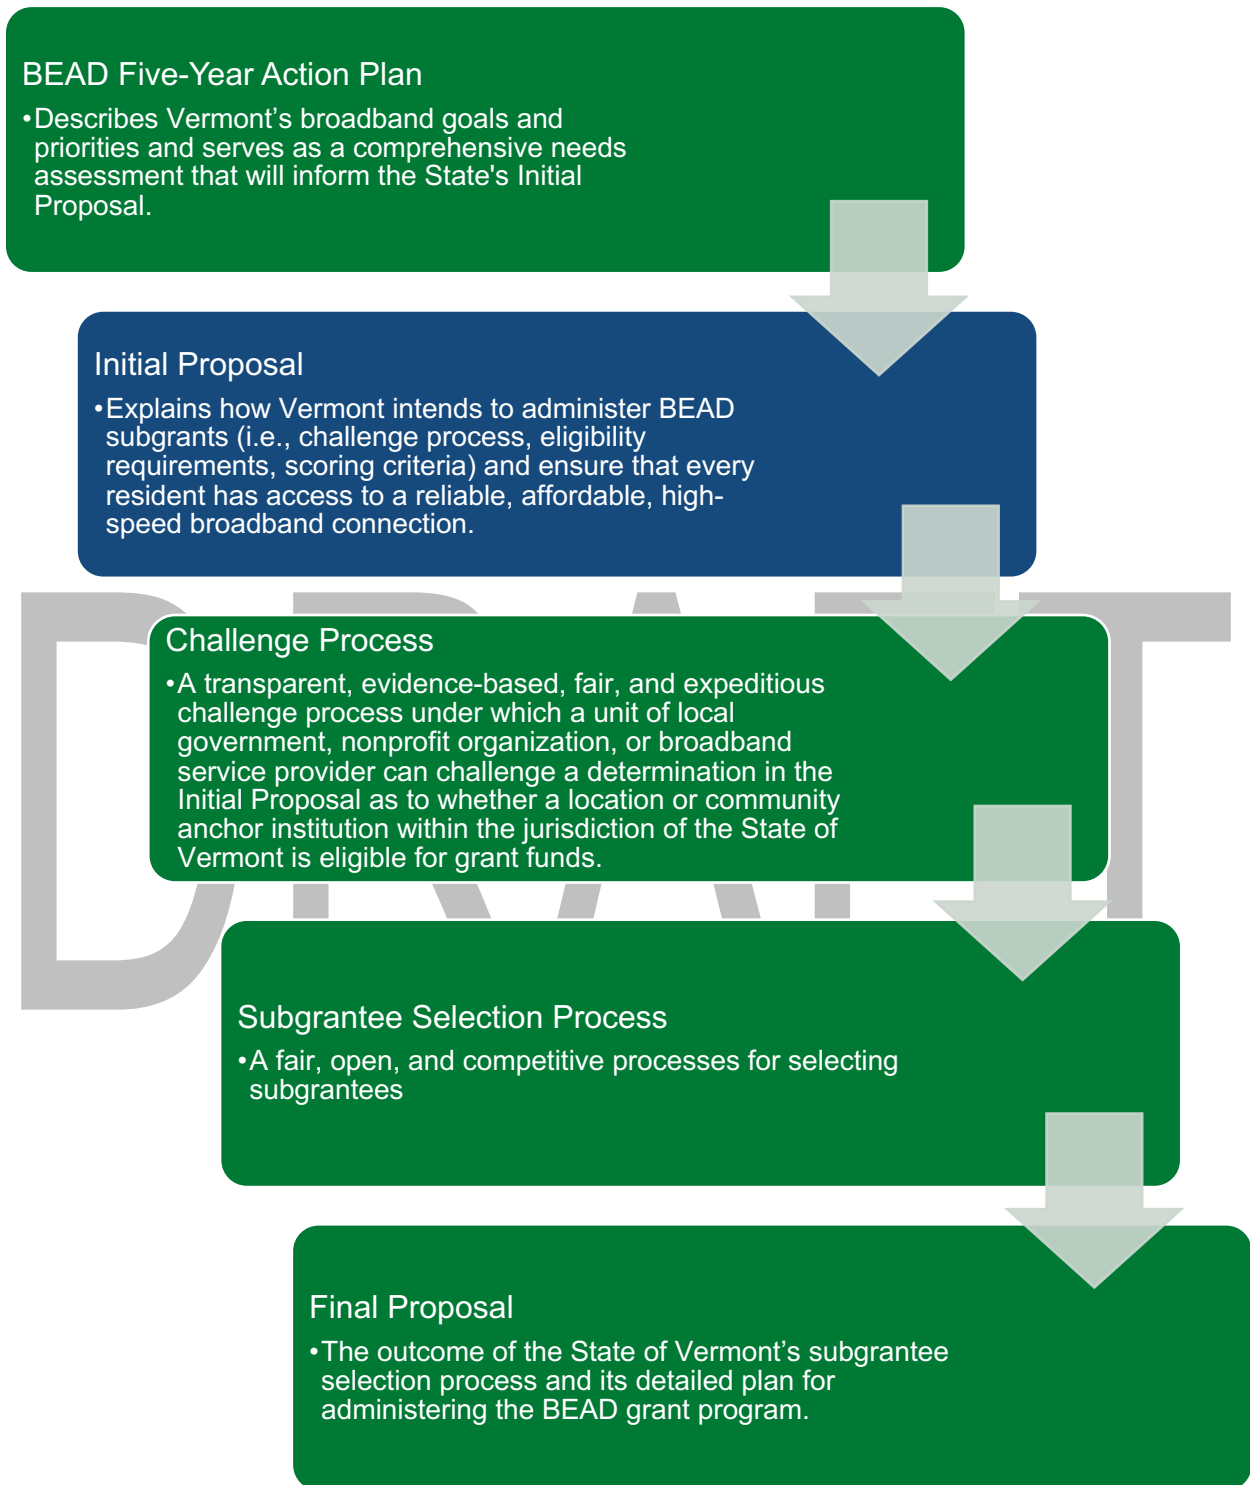 BEAD Five-Year Action Plan
•Describes Vermont’s broadband goals and
priorities and serves as a comprehensive needs
assessment that will inform the State's Initial
Proposal.
Initial Proposal
•Explains how Vermont intends to administer BEAD
subgrants (i.e., challenge process, eligibility
requirements, scoring criteria) and ensure that every
resident has access to a reliable, affordable, high-
speed broadband connection.
DRAFT
Challenge Process
•A transparent, evidence-based, fair, and expeditious
challenge process under which a unit of local
government, nonprofit organization, or broadband
service provider can challenge a determination in the
Initial Proposal as to whether a location or community
anchor institution within the jurisdiction of the State of
Vermont is eligible for grant funds.
Subgrantee Selection Process
•A fair, open, and competitive processes for selecting
subgrantees
Final Proposal
•The outcome of the State of Vermont’s subgrantee
selection process and its detailed plan for
administering the BEAD grant program.